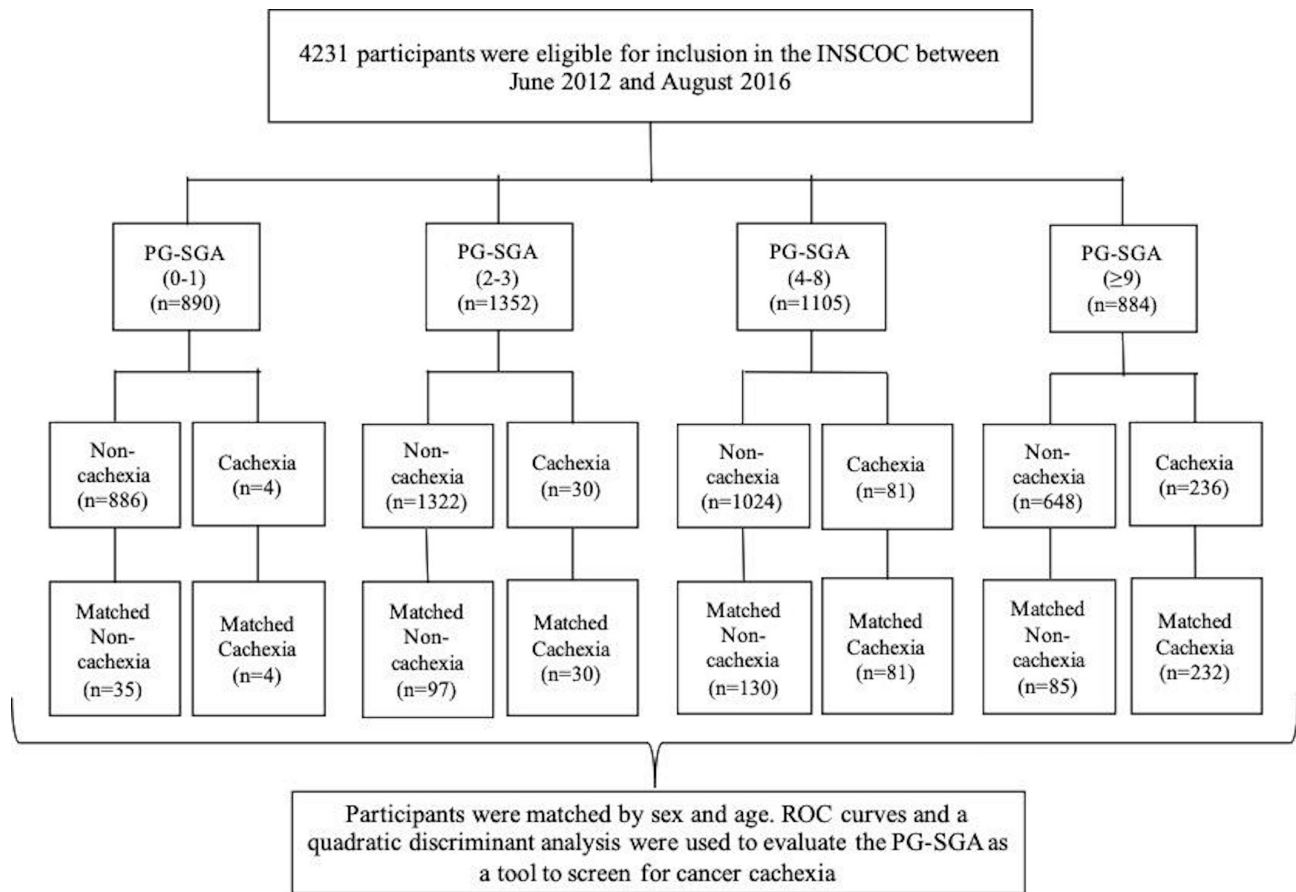 4231 participants were eligible for inclusion in the INSCOC between
June 2012 and August 2016
PG-SGA
(0-1)
(n=890)
PG-SGA
(2-3)
(n=1352)
PG-SGA
(4-8)
(n=1105)
PG-SGA
(≥9)
(n=884)
Non-
cachexia
(n=886)
Cachexia
(n=4)
Non-
cachexia
(n=1322)
Cachexia
(n=30)
Non-
cachexia
(n=1024)
Cachexia
(n=81)
Non-
cachexia
(n=648)
Cachexia
(n=236)
Matched
Non-
cachexia
(n=35)
Matched
Cachexia
(n=4)
Matched
Non-
cachexia
(n=97)
Matched
Cachexia
(n=30)
Matched
Non-
cachexia
(n=130)
Matched
Cachexia
(n=81)
Matched
Non-
cachexia
(n=85)
Matched
Cachexia
(n=232)
Participants were matched by sex and age. ROC curves and a
quadratic discriminant analysis were used to evaluate the PG-SGA as
a tool to screen for cancer cachexia